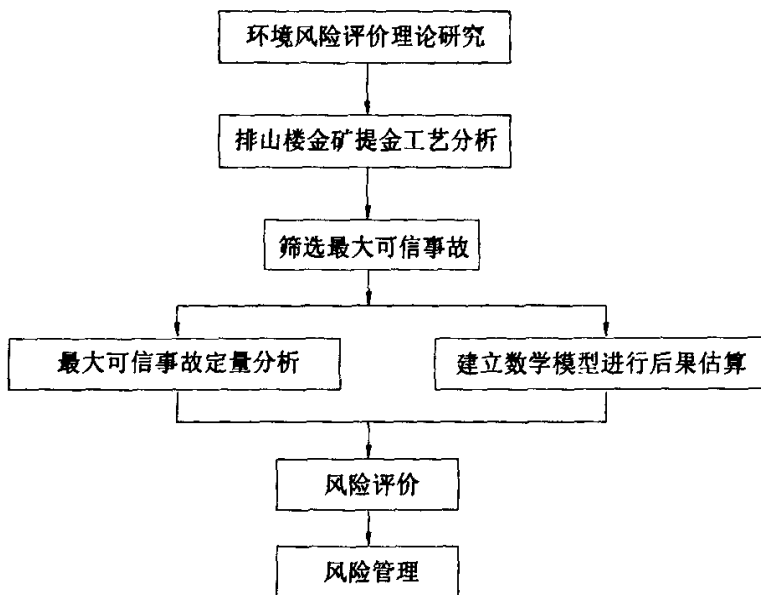 环境风险评价理论研究
排山楼金矿提金工艺分析
筛选最大可信事故
最大可信事故定量分析
建立数学模型进行后果估算
风险评价
风险管理